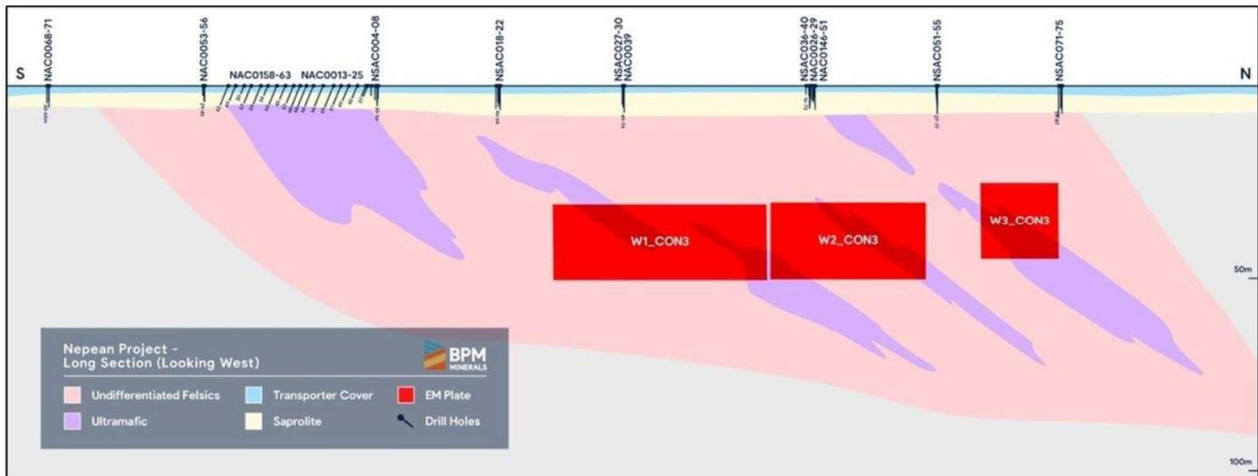 NAC0068-71
NAC0053-56
NAC0158-63
NAC0013-25
NSAC004-08
NSAC018-22
NSAC027-30
NAC0039
NSAC036-40
NSAC026-29
NAC0146-51
NSAC051-55
NSAC071-75
S
N
W1_CON3
W2_CON3
W3_CON3
50m
Nepean Project -
Long Section (Looking West)
BPM
MINERALS
Undifferentiated Felsics
Transporter Cover
EM Plate
Ultramafic
Saprolite
Drill Holes
100m